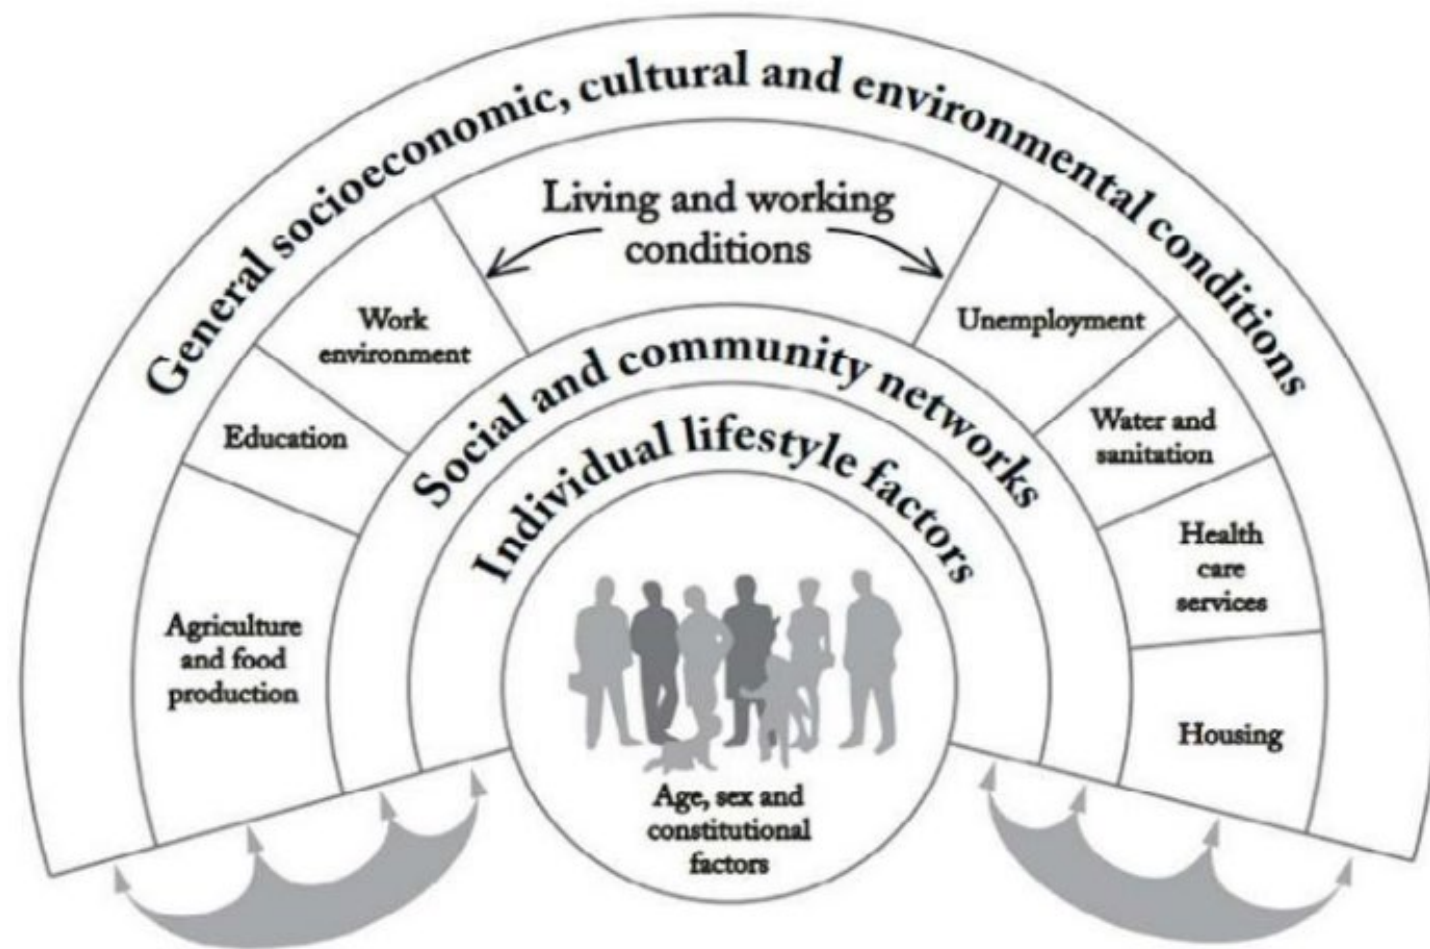 General socioeconomic, cultural and environmental conditions
Living and working
conditions
Work
environment
Unemployment
Education
Water and
sanitation
Agriculture
and food
production
Health
care
services
Housing
Social and community networks
Individual lifestyle factors
Age, sex and
constitutional
factors